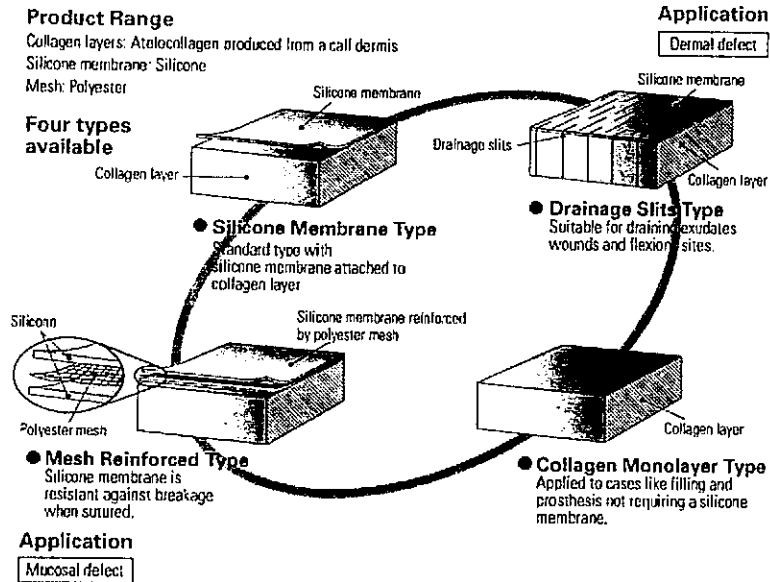 Product Range
Collagen layers: Atelocollagen produced from a calf dermis
Silicone membrane: Silicone
Mesh: Polyester
Four types
available
Silicone membrane
Collagen layer
● Silicone Membrane Type
Standard type with
silicone membrane attached to
collagen layer
Application
Dermal defect
Silicone membrane
Drainage slits
Collagen layer
● Drainage Slits Type
Suitable for draining exudates
wounds and flexion sites.
Silicone
Polyester mesh
Silicone membrane reinforced
by polyester mesh
● Mesh Reinforced Type
Silicone membrane is
resistant against breakage
when sutured.
Application
Mucosal defect
Collagen layer
● Collagen Monolayer Type
Applied to cases like filling and
prosthesis not requiring a silicone
membrane.